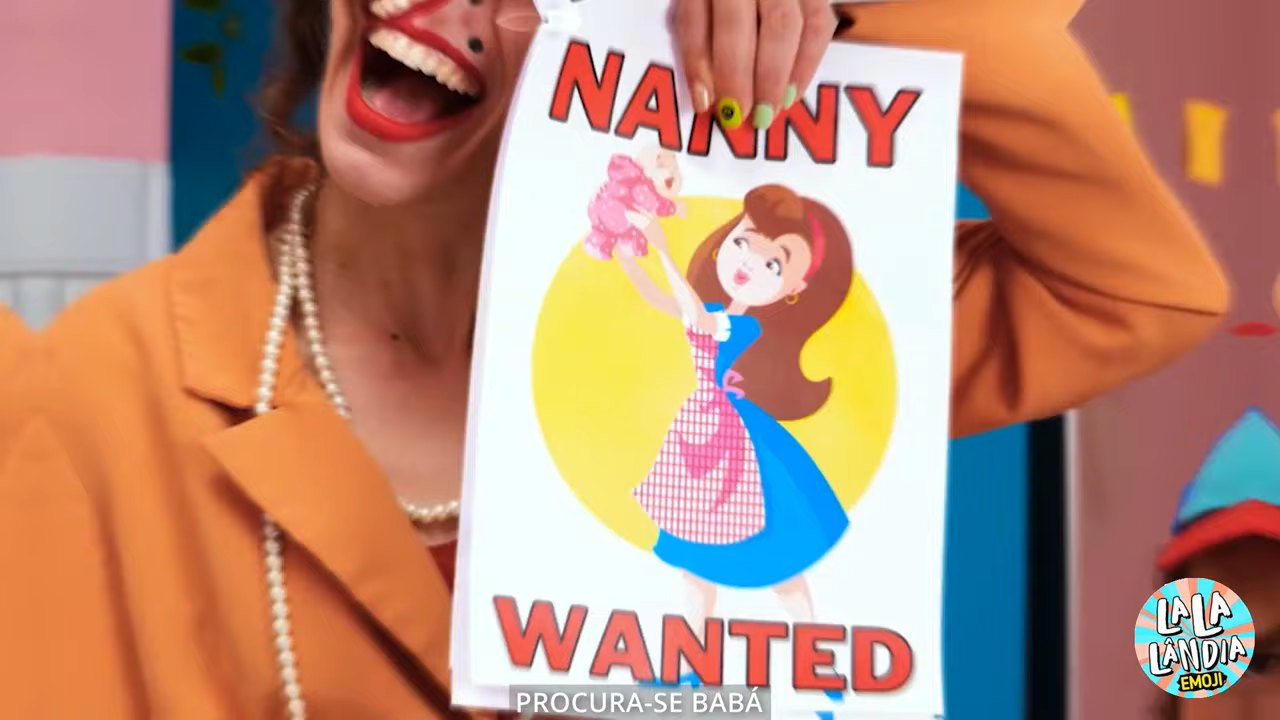 NANNY
WANTED
PROCURA-SE BABÁ
LA LA
LÂNDIA
EMOJI